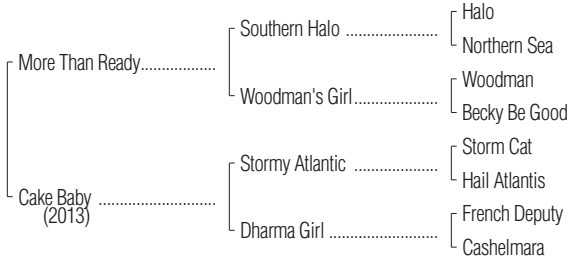 Halo
Southern Halo ....................
Northern Sea
More Than Ready.................
Woodman
Woodman's Girl..................
Becky Be Good
Storm Cat
Stormy Atlantic ..................
Hail Atlantis
Cake Baby ..........................
(2013)
French Deputy
Dharma Girl ........................
Cashelmara